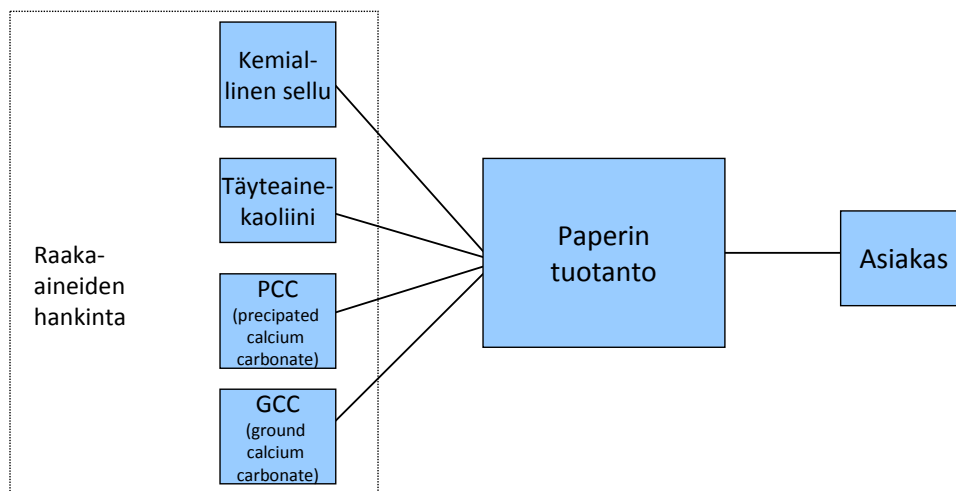 Kemial-
linen sellu
Täyteaine-
kaoliini
Raaka-
aineiden
hankinta
PCC
(precipated
calcium
carbonate)
GCC
(ground
calcium
carbonate)
Paperin
tuotanto
Asiakas